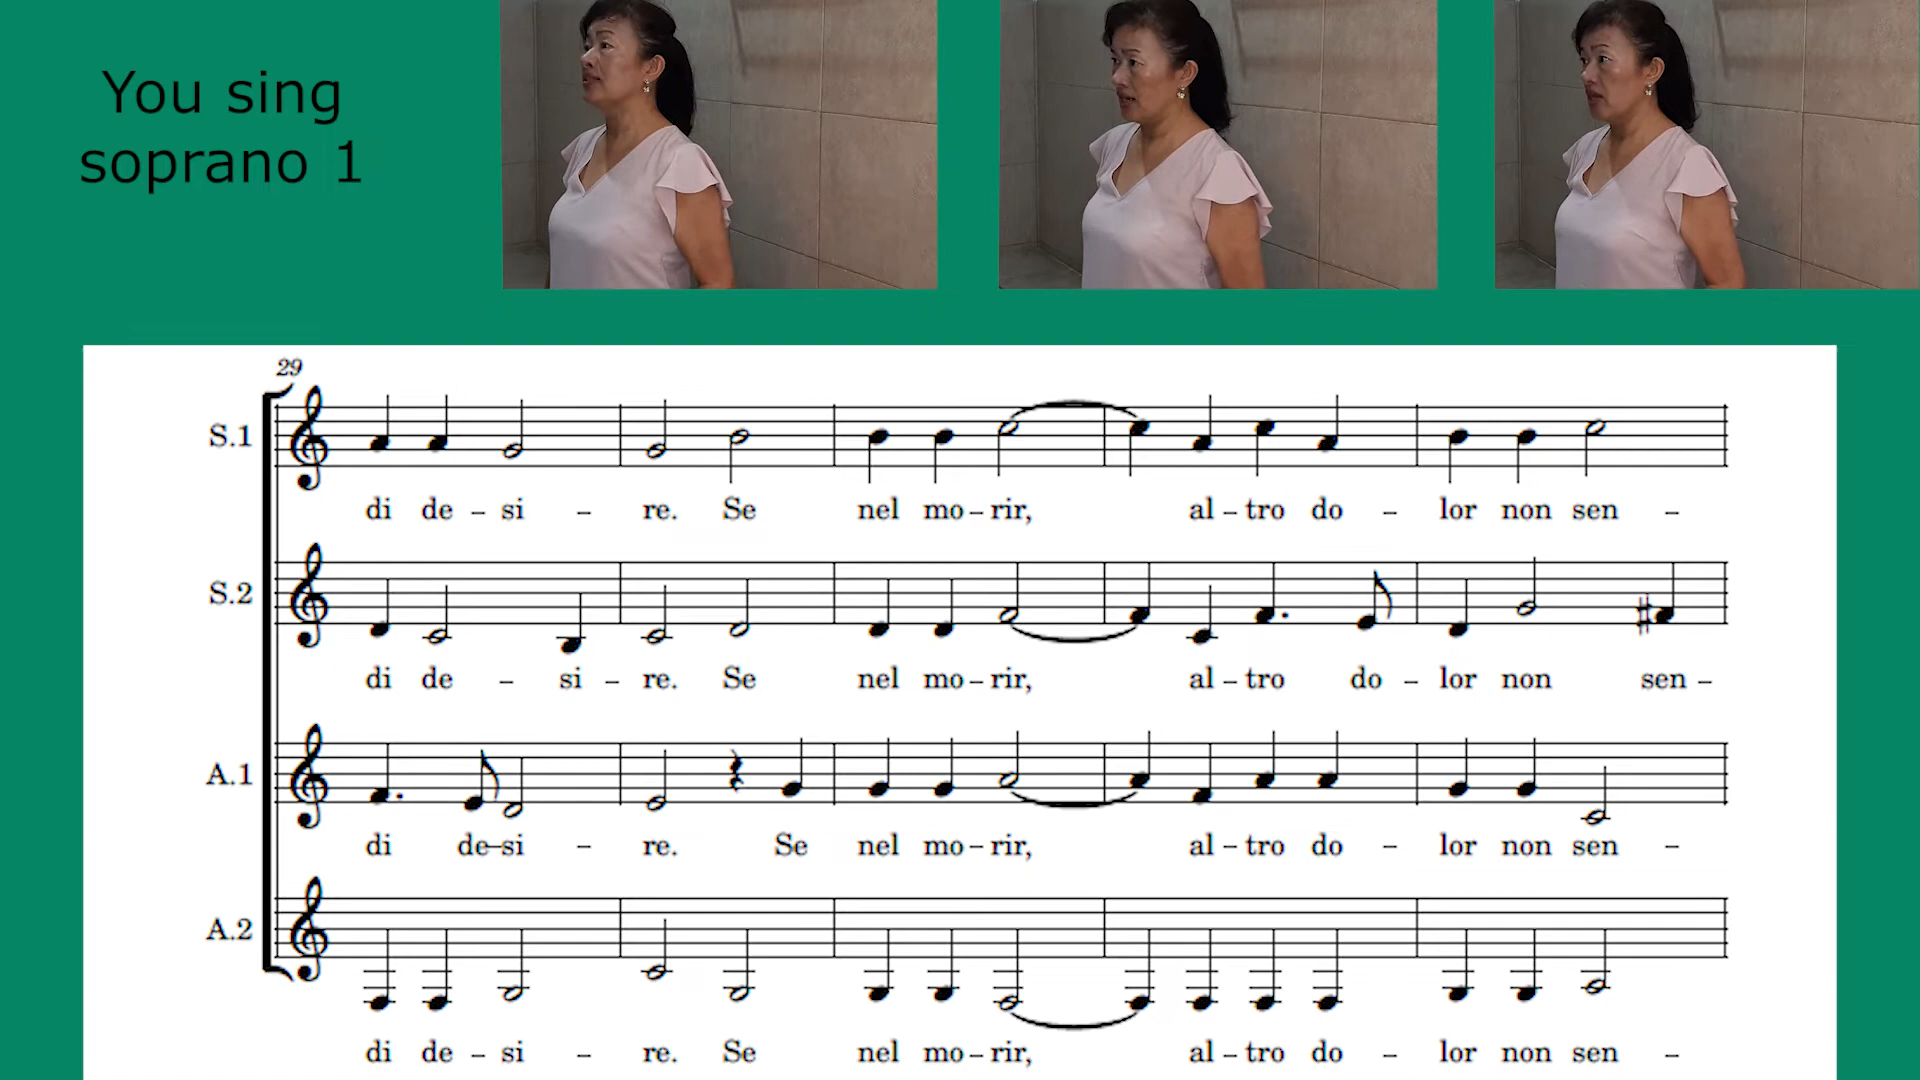 You sing
soprano 1
29
S.1
di de – si – re. Se nel mo – rir, al – tro do – lor non sen –
S.2
di de – si – re. Se nel mo – rir, al – tro do – lor non sen –
A.1
di de–si – re. Se nel mo – rir, al – tro do – lor non sen –
A.2
di de – si – re. Se nel mo – rir, al – tro do – lor non sen –